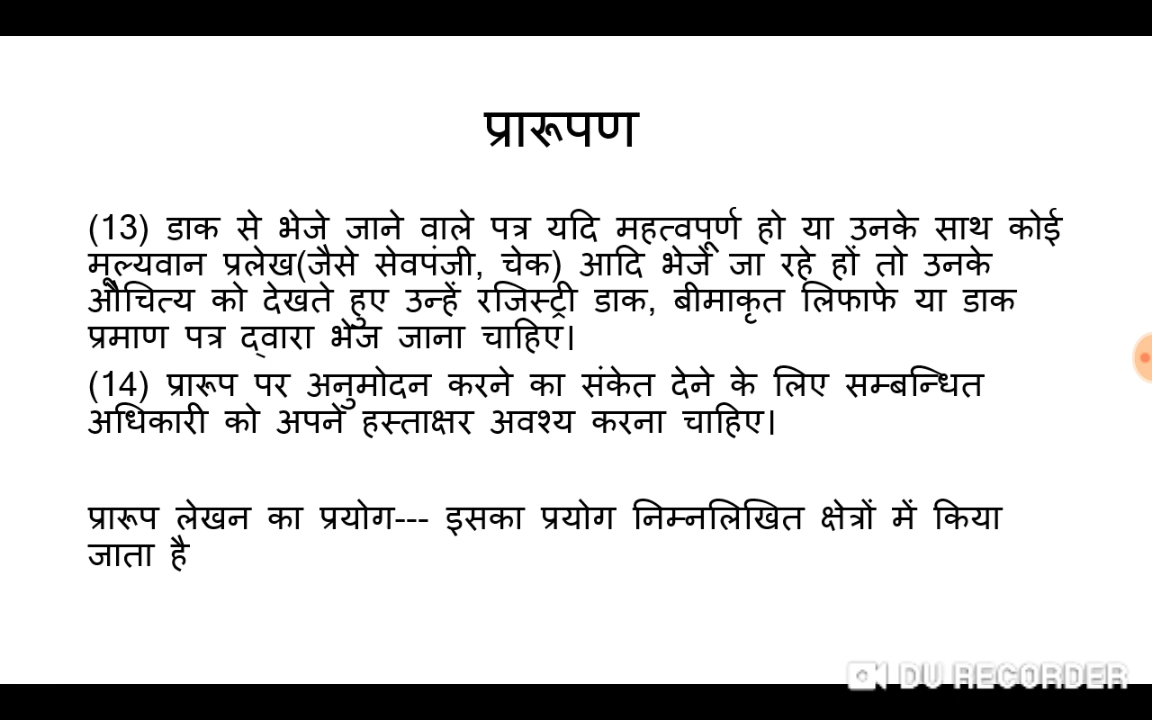 प्रारूपण
(13) डाक से भेजे जाने वाले पत्र यदि महत्वपूर्ण हो या उनके साथ कोई
मूल्यवान प्रलेख(जैसे सेवपंजी, चेक) आदि भेजें जा रहे हों तो उनके
औचित्य को देखते हुए उन्हें रजिस्ट्री डाक, बीमाकृत लिफाफे या डाक
प्रमाण पत्र द्वारा भेज जाना चाहिए।
(14) प्रारूप पर अनुमोदन करने का संकेत देने के लिए सम्बन्धित
अधिकारी को अपने हस्ताक्षर अवश्य करना चाहिए।
प्रारूप लेखन का प्रयोग--- इसका प्रयोग निम्नलिखित क्षेत्रों में किया
जाता है
DU RECORDER